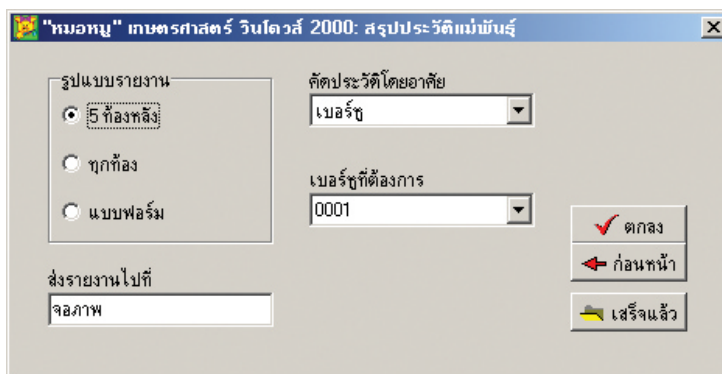 "หมอหมู" เกษตรศาสตร์ วินโดวส์ 2000: สรุปประวัติแม่พันธุ์
รูปแบบรายงาน
5 ท้องหลัง
ทุกท้อง
แบบฟอร์ม
คัดประวัติโดยอาศัย
เบอร์หู
เบอร์หูที่ต้องการ
0001
ส่งรายงานไปที่
จอภาพ
ตกลง
ก่อนหน้า
เสร็จแล้ว